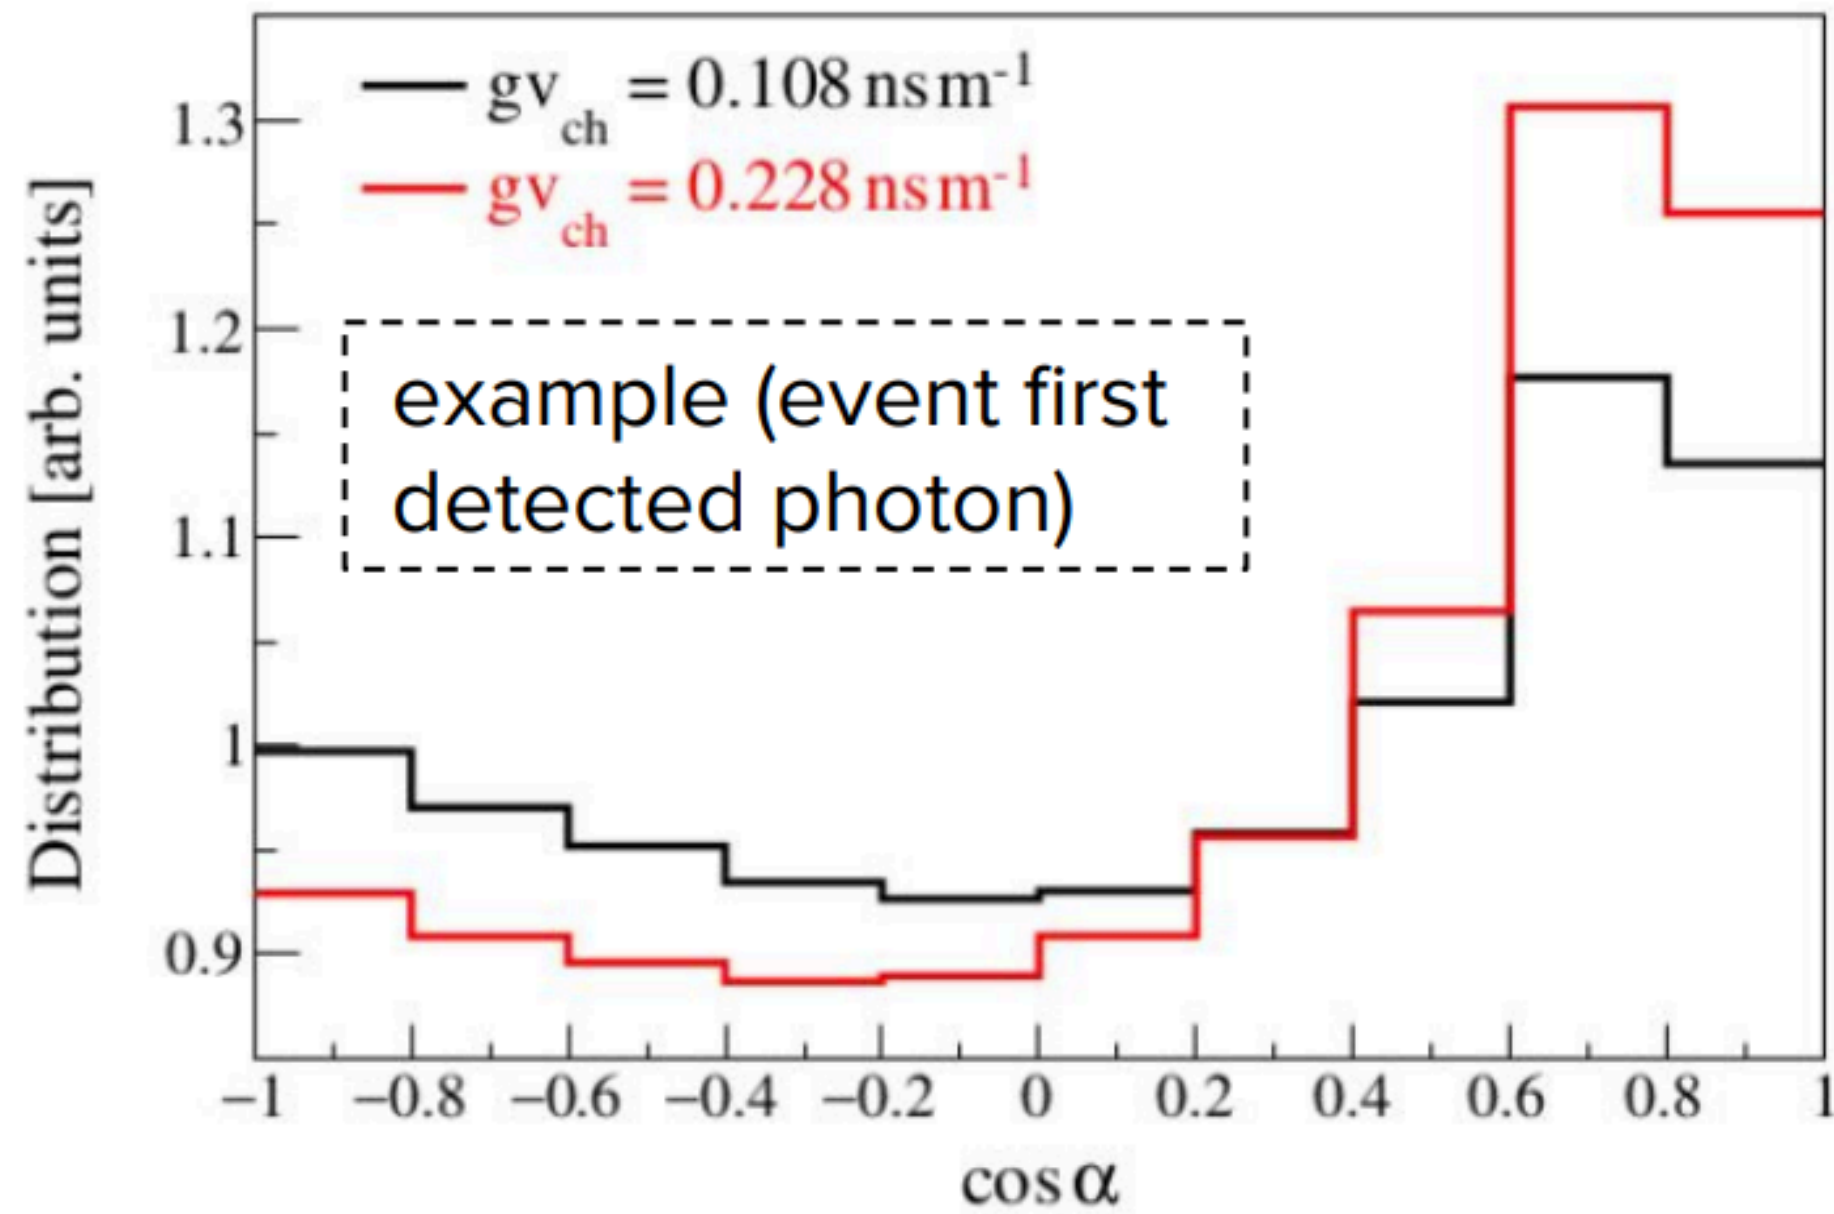 Distribution [arb. units]
1.3
1.2
1.1
1
0.9
gv_ch = 0.108 ns m⁻¹
gv_ch = 0.228 ns m⁻¹
example (event first
detected photon)
−1 −0.8 −0.6 −0.4 −0.2 0 0.2 0.4 0.6 0.8 1
cos α